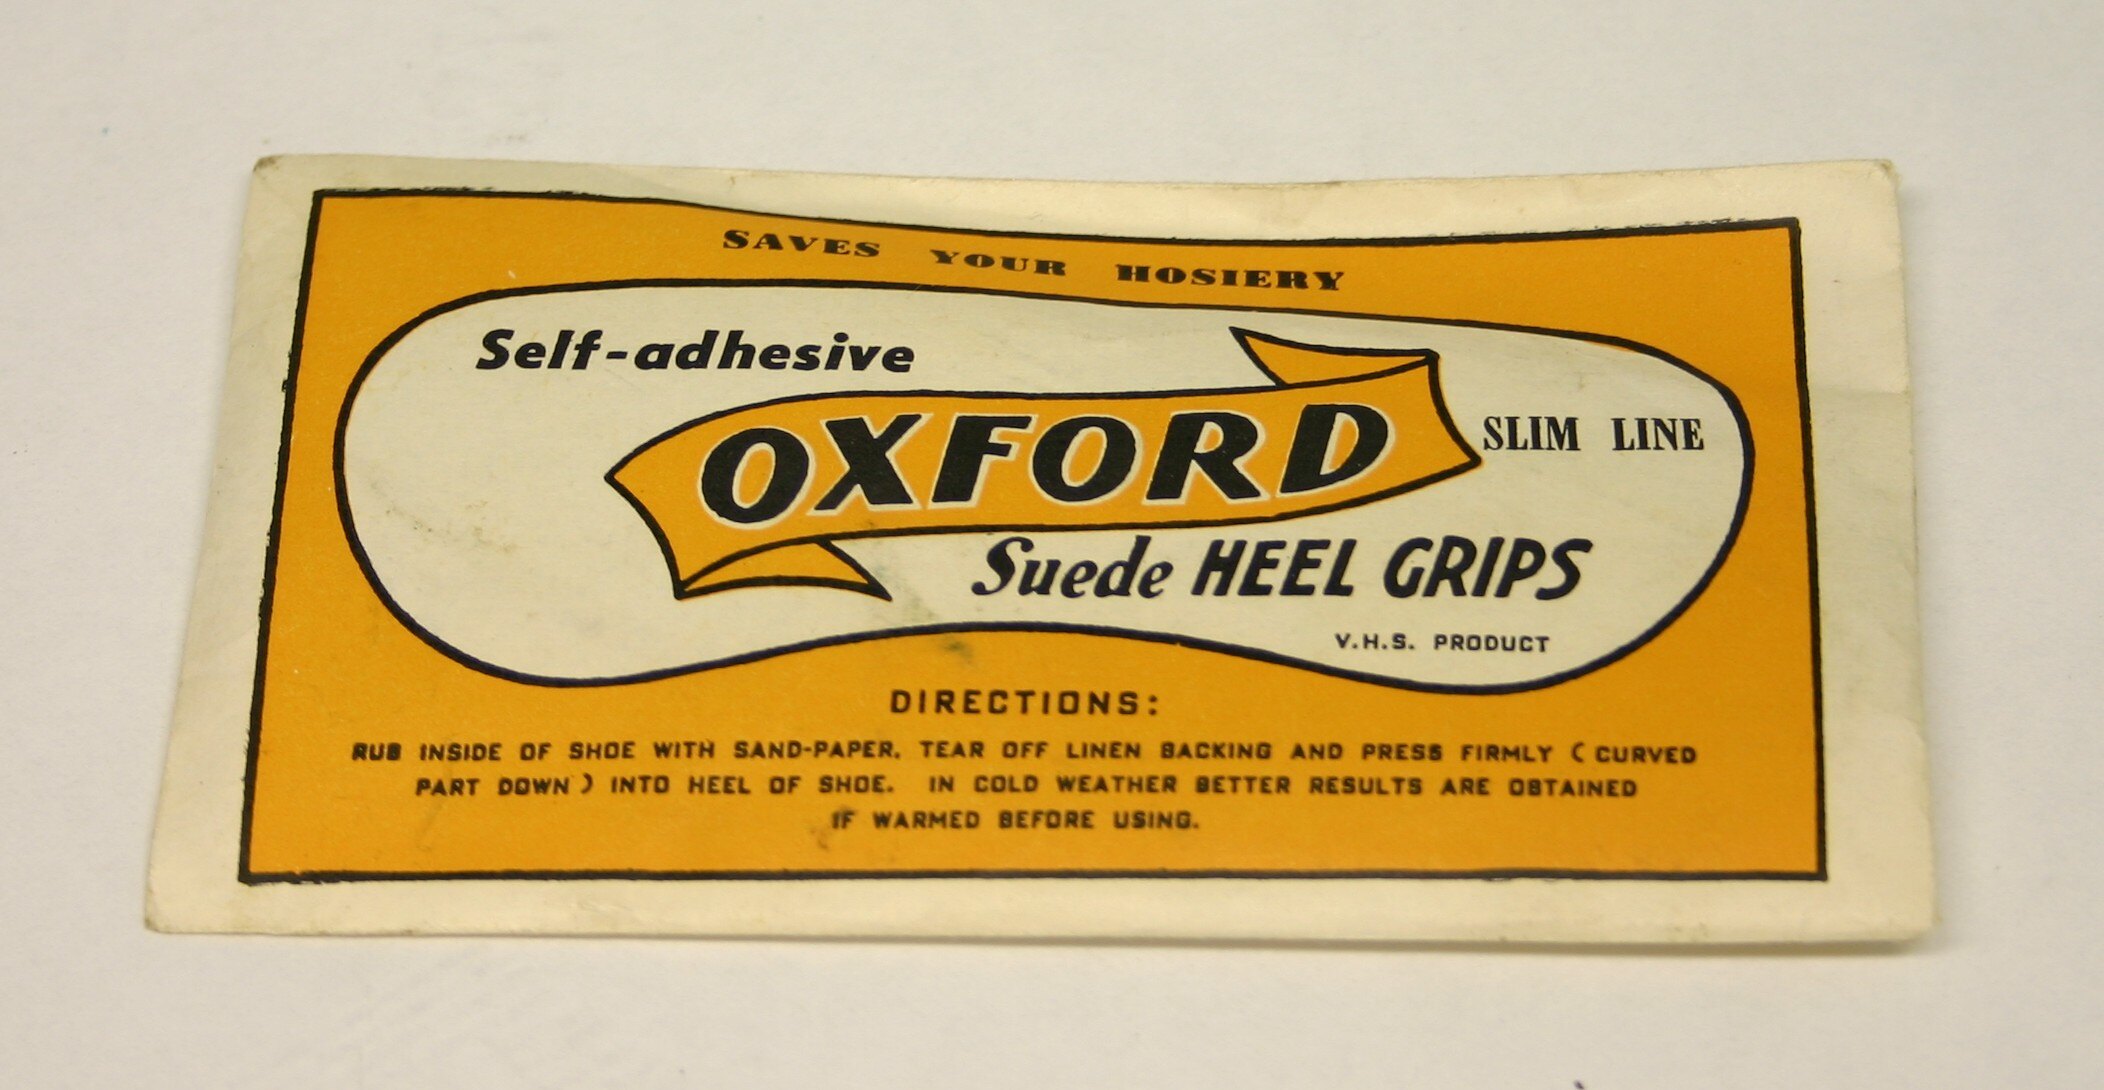 SAVES YOUR HOSIERY
Self-adhesive
OXFORD
SLIM LINE
Suede HEEL GRIPS
V.H.S. PRODUCT
DIRECTIONS:
RUB INSIDE OF SHOE WITH SAND-PAPER. TEAR OFF LINEN BACKING AND PRESS FIRMLY (CURVED
PART DOWN) INTO HEEL OF SHOE. IN COLD WEATHER BETTER RESULTS ARE OBTAINED
IF WARMED BEFORE USING.